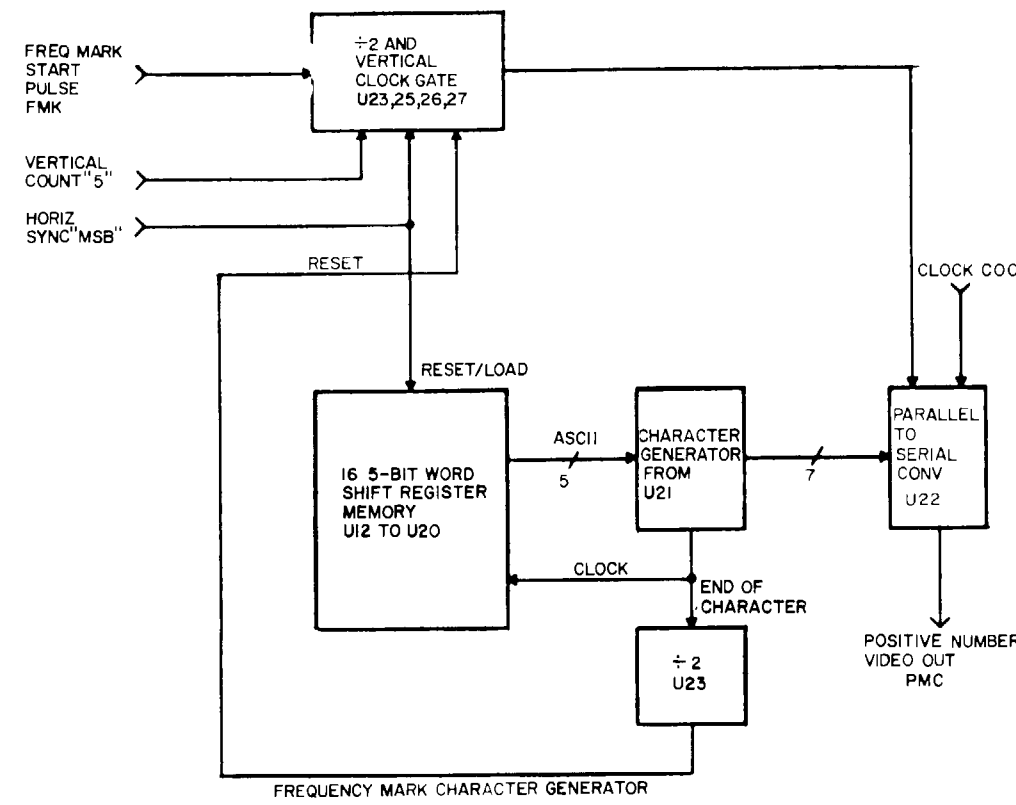 FREQ MARK
START
PULSE
FMK
÷2 AND
VERTICAL
CLOCK GATE
U23,25,26,27
VERTICAL
COUNT"5"
HORIZ
SYNC"MSB"
RESET
CLOCK COC
RESET/LOAD
16 5-BIT WORD
SHIFT REGISTER
MEMORY
U12 TO U20
ASCII
5
CHARACTER
GENERATOR
FROM
U21
7
PARALLEL
TO
SERIAL
CONV
U22
CLOCK
END OF
CHARACTER
÷2
U23
POSITIVE NUMBER
VIDEO OUT
PMC
FREQUENCY MARK CHARACTER GENERATOR